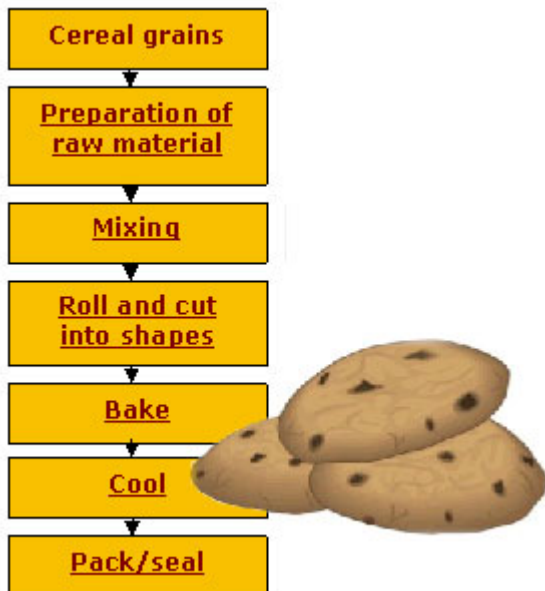 Cereal grains
Preparation of
raw material
Mixing
Roll and cut
into shapes
Bake
Cool
Pack/seal